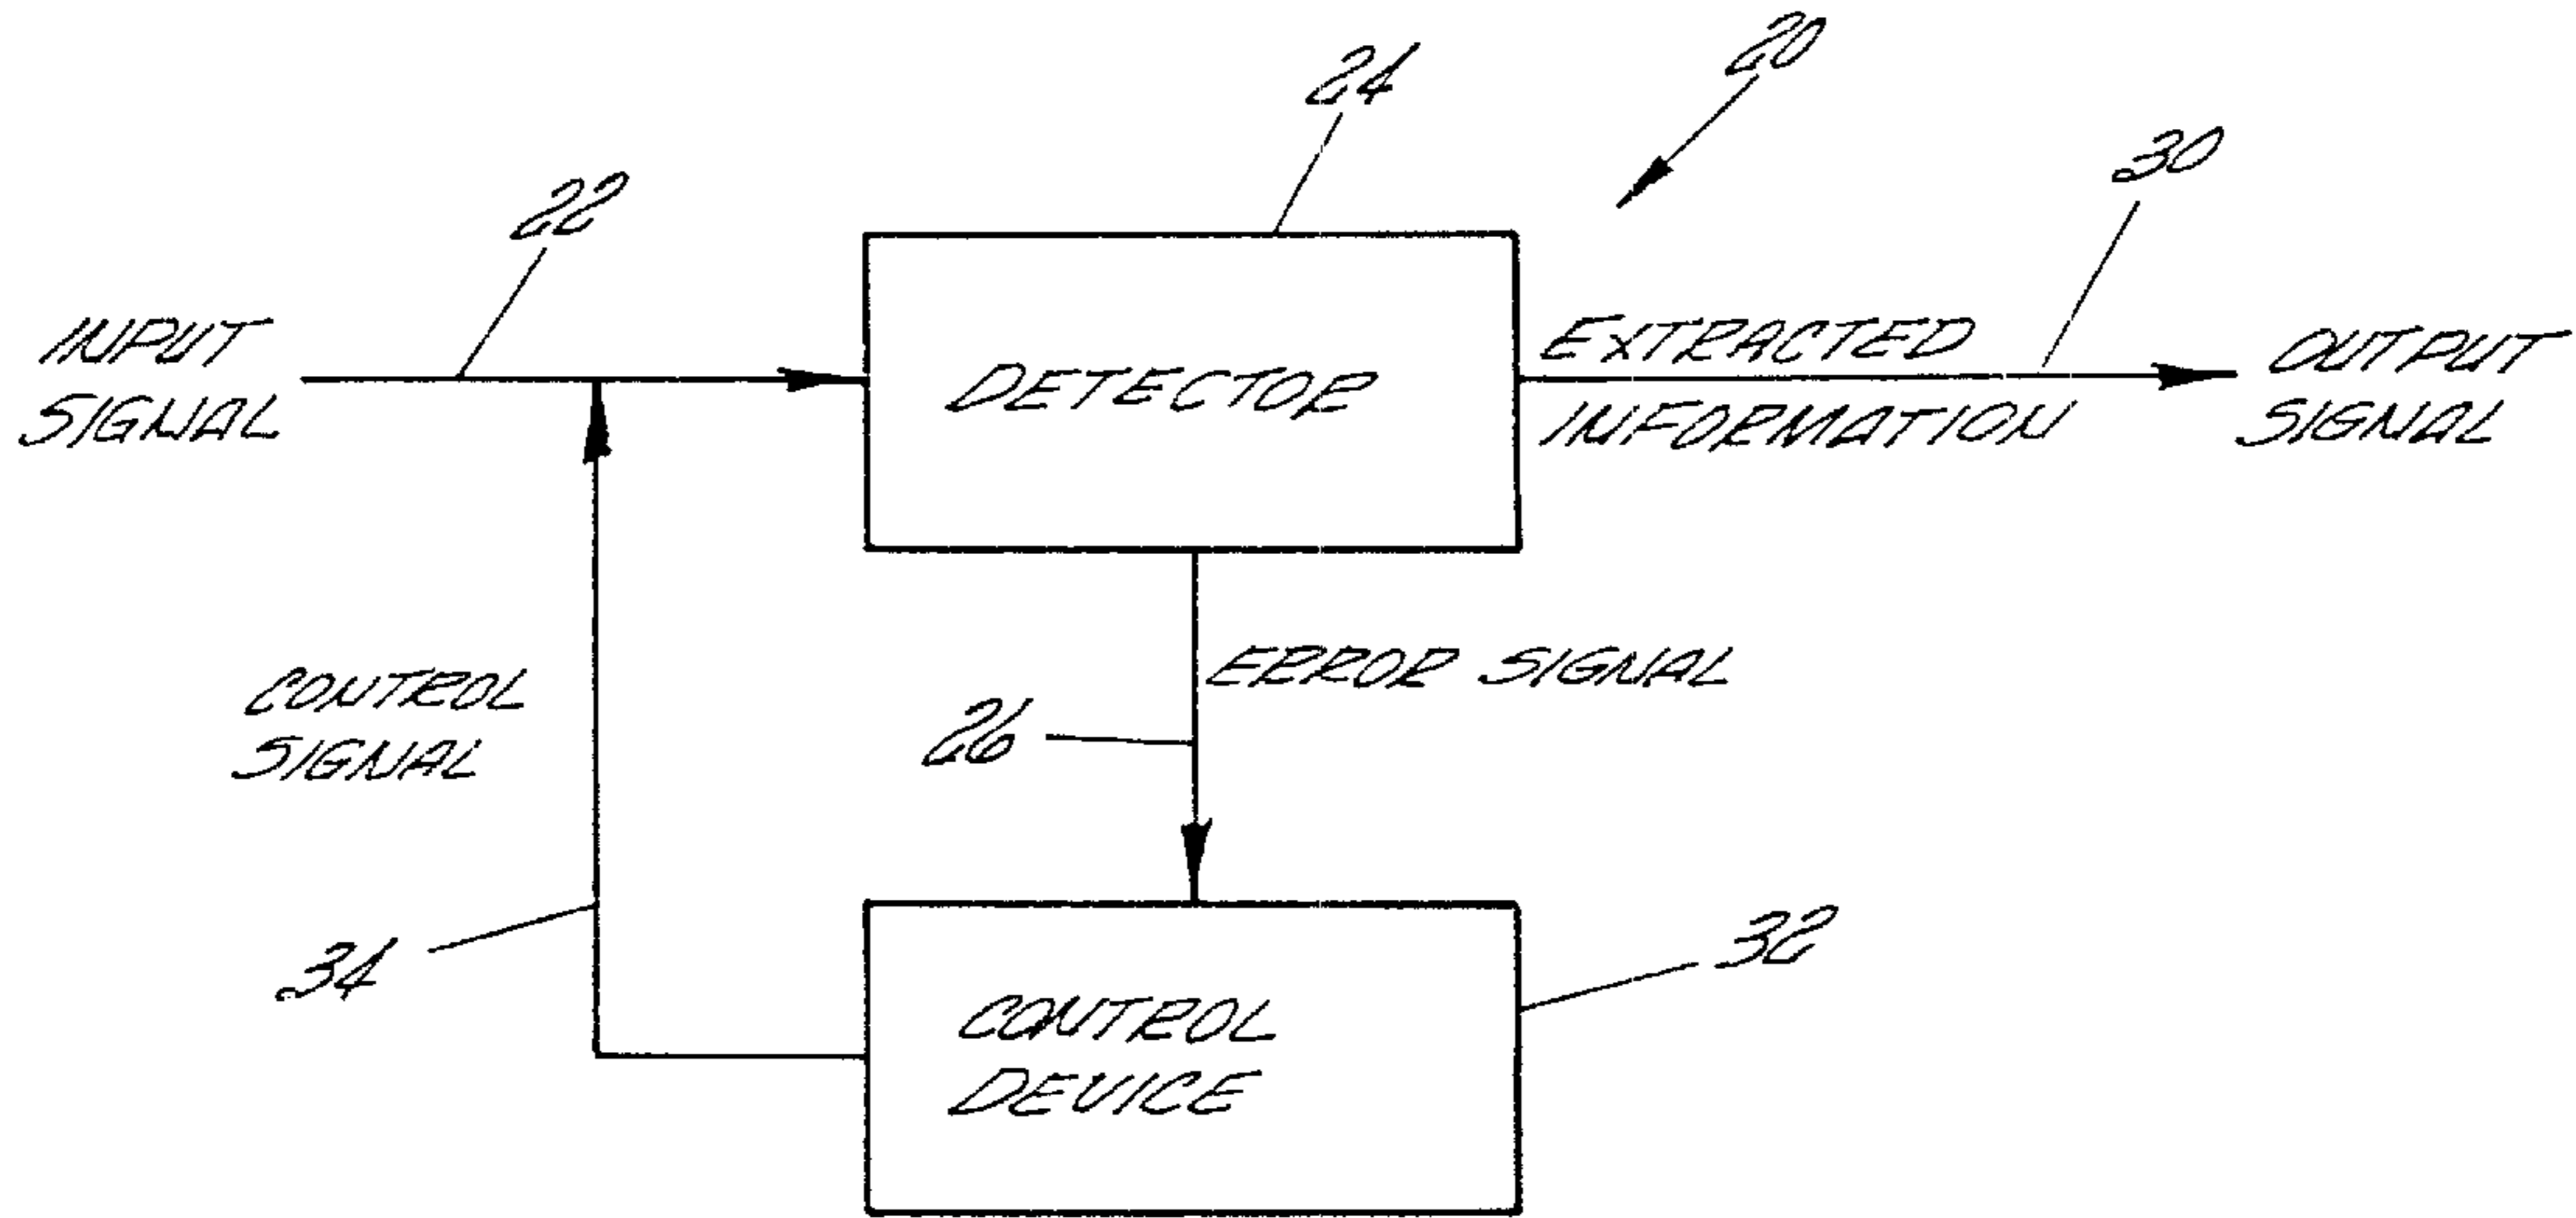 20
24
30
22
INPUT
SIGNAL
DETECTOR
EXTRACTED
INFORMATION
OUTPUT
SIGNAL
CONTROL
SIGNAL
ERROR SIGNAL
26
34
32
CONTROL
DEVICE